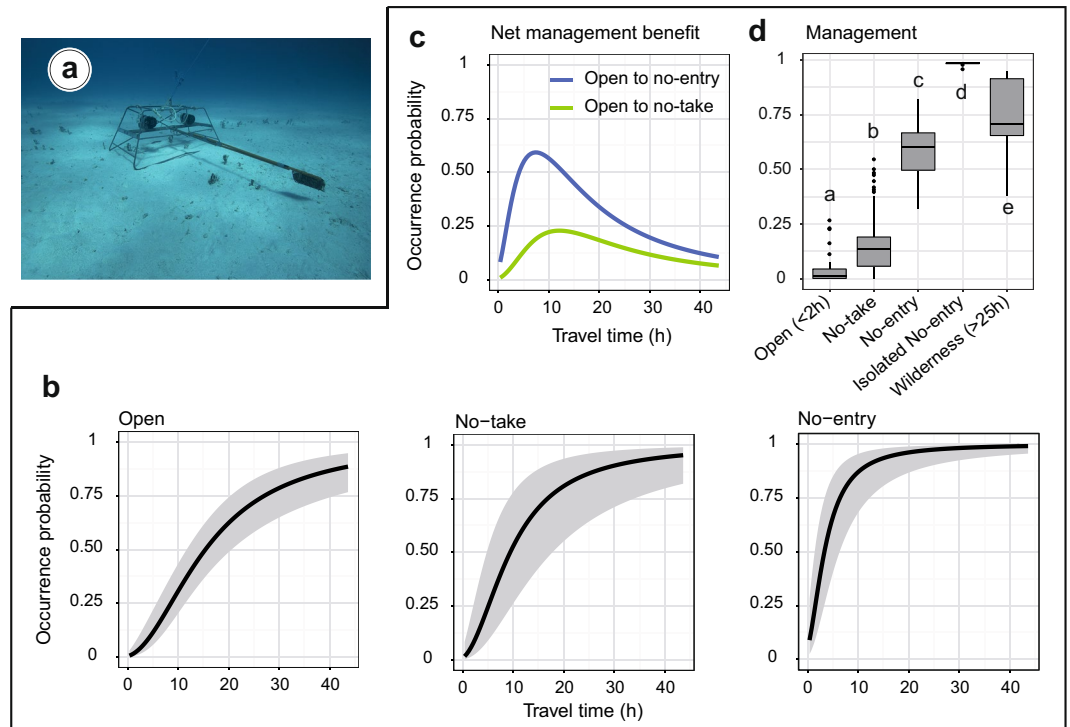 a
c
Net management benefit
Occurrence probability
1
0.75
0.50
0.25
0
Open to no-entry
Open to no-take
0
10
20
30
40
Travel time (h)
d
Management
1
0.75
0.50
0.25
0
a
b
c
d
e
Open (<2h)
No-take
No-entry
Isolated No-entry
Wilderness (>25h)
b
Open
Occurrence probability
1
0.75
0.50
0.25
0
0
10
20
30
40
No−take
1
0.75
0.50
0.25
0
0
10
20
30
40
Travel time (h)
No−entry
1
0.75
0.50
0.25
0
0
10
20
30
40